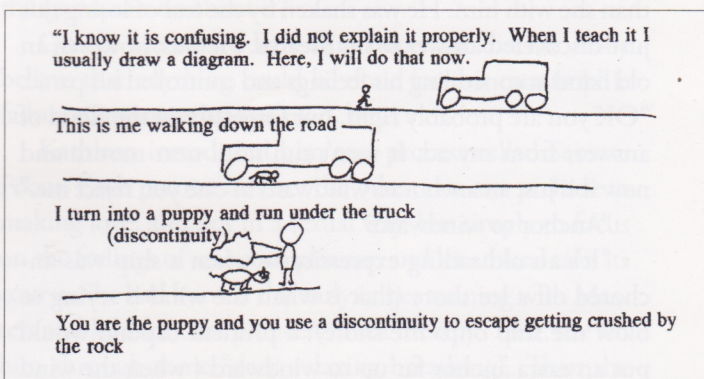 “I know it is confusing.  I did not explain it properly.  When I teach it I
usually draw a diagram.  Here, I will do that now.
This is me walking down the road
I turn into a puppy and run under the truck
(discontinuity)
You are the puppy and you use a discontinuity to escape getting crushed by
the rock